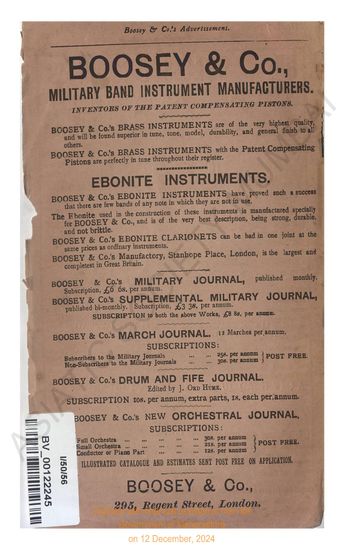 Boosey & Co.'s Advertisement.
BOOSEY & Co.,
MILITARY BAND INSTRUMENT MANUFACTURERS.
INVENTORS OF THE PATENT COMPENSATING PISTONS.
BOOSEY & Co.'s BRASS INSTRUMENTS are of the very highest quality,
and will be found superior in tune, tone, model, durability, and general finish to all
others.
BOOSEY & Co.'s BRASS INSTRUMENTS with the Patent Compensating
Pistons are perfectly in tune throughout their register.
EBONITE INSTRUMENTS.
BOOSEY & Co.'s EBONITE INSTRUMENTS have proved such a success
that there are few bands of any note in which they are not in use.
The Ebonite used in the construction of these instruments is manufactured specially
for BOOSEY & Co., and is of the very best description, being strong, durable,
and not brittle.
BOOSEY & Co.'s EBONITE CLARIONETS can be had in one joint at the
same prices as ordinary instruments.
BOOSEY & Co.'s Manufactory, Stanhope Place, London, is the largest and
completest in Great Britain.
BOOSEY & Co.'s MILITARY JOURNAL, published monthly.
Subscription, £6 6s. per annum.
BOOSEY & Co.'s SUPPLEMENTAL MILITARY JOURNAL,
published bi-monthly. Subscription, £3 3s. per annum.
SUBSCRIPTION to both the above Works, £8 8s. per annum.
BOOSEY & Co.'s MARCH JOURNAL. 12 Marches per annum.
SUBSCRIPTIONS:
Subscribers to the Military Journals ... ... 25s. per annum } POST FREE.
Non-Subscribers to the Military Journals ... ... 30s. per annum
BOOSEY & Co.'s DRUM AND FIFE JOURNAL.
Edited by J. Ord Hume.
SUBSCRIPTION 10s. per annum, extra parts, 1s. each per annum.
BOOSEY & Co.'s NEW ORCHESTRAL JOURNAL,
SUBSCRIPTIONS:
Full Orchestra ... ... ... ... 30s. per annum
Small Orchestra ... ... ... ... 21s. per annum } POST FREE.
Conductor or Piano Part ... ... 12s. per annum
ILLUSTRATED CATALOGUE AND ESTIMATES SENT POST FREE ON APPLICATION.
BOOSEY & Co.,
295, Regent Street, London.
BV_00122245
1/50/56
on 12 December, 2024